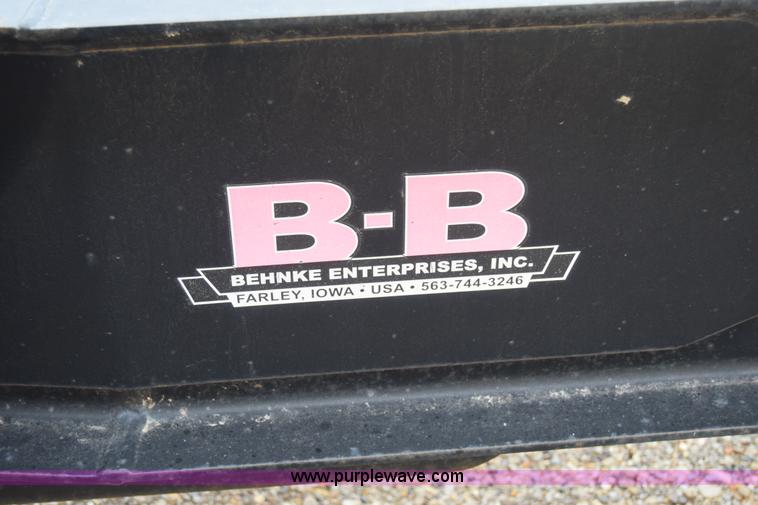 B-B
BEHNKE ENTERPRISES, INC.
FARLEY, IOWA • USA • 563-744-3246
www.purplewave.com